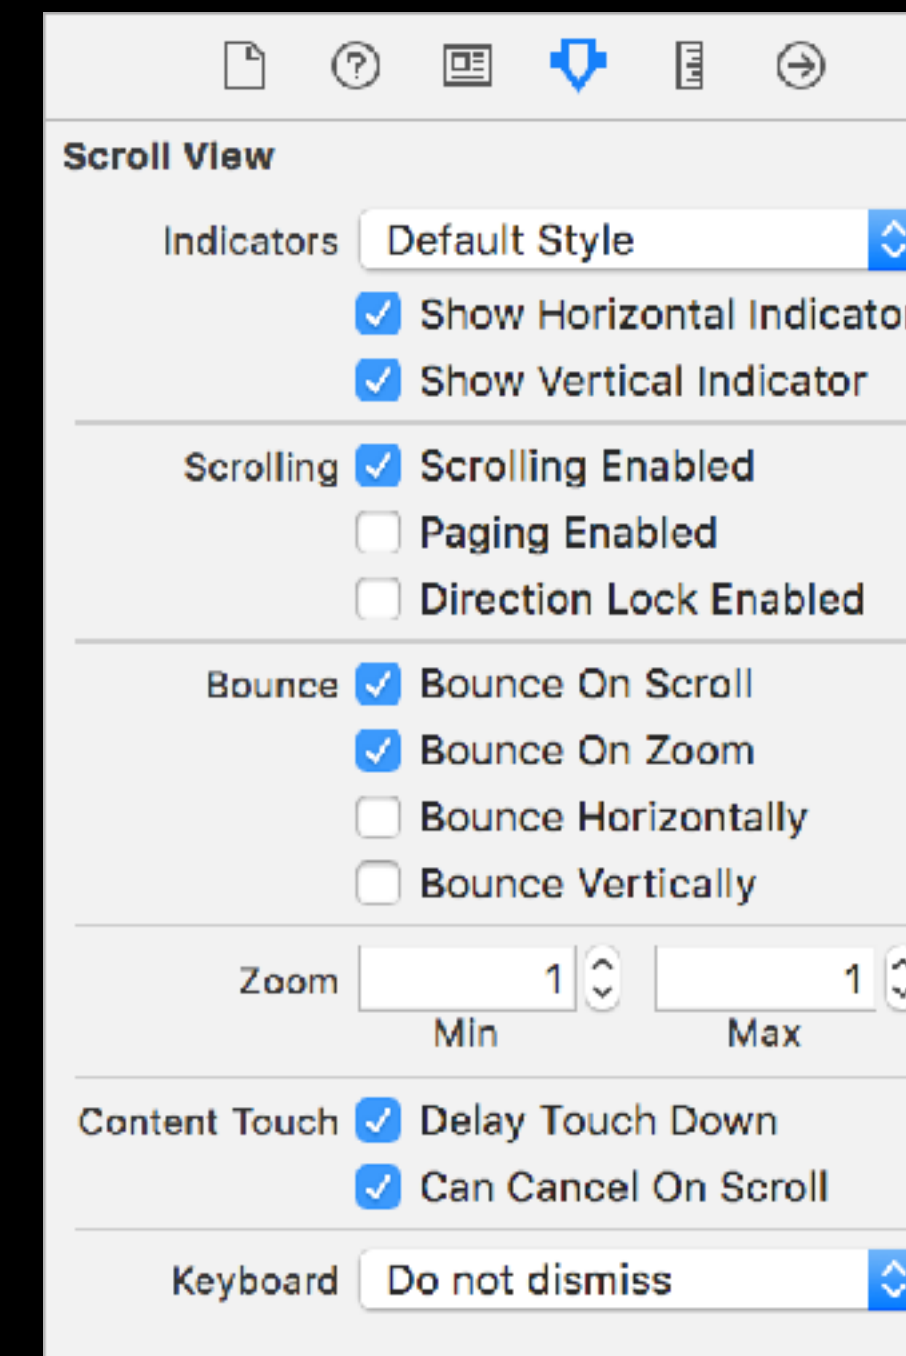 Scroll View
Indicators Default Style
Show Horizontal Indicator
Show Vertical Indicator
Scrolling Scrolling Enabled
Paging Enabled
Direction Lock Enabled
Bounce Bounce On Scroll
Bounce On Zoom
Bounce Horizontally
Bounce Vertically
Zoom 1 1
Min Max
Content Touch Delay Touch Down
Can Cancel On Scroll
Keyboard Do not dismiss